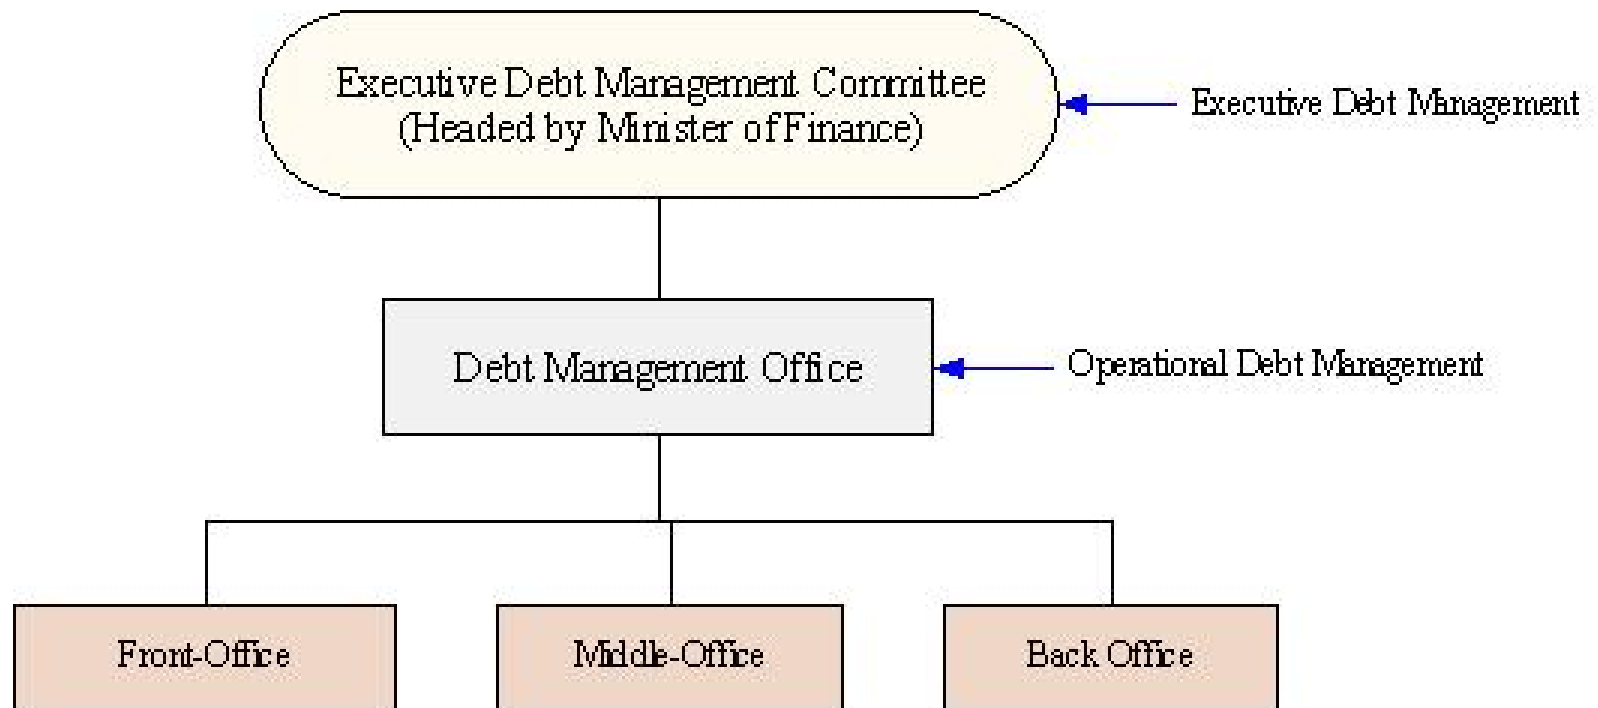 Executive Debt Management Committee
(Headed by Minister of Finance)
Executive Debt Management
Debt Management Office
Operational Debt Management
Front-Office
Middle-Office
Back Office